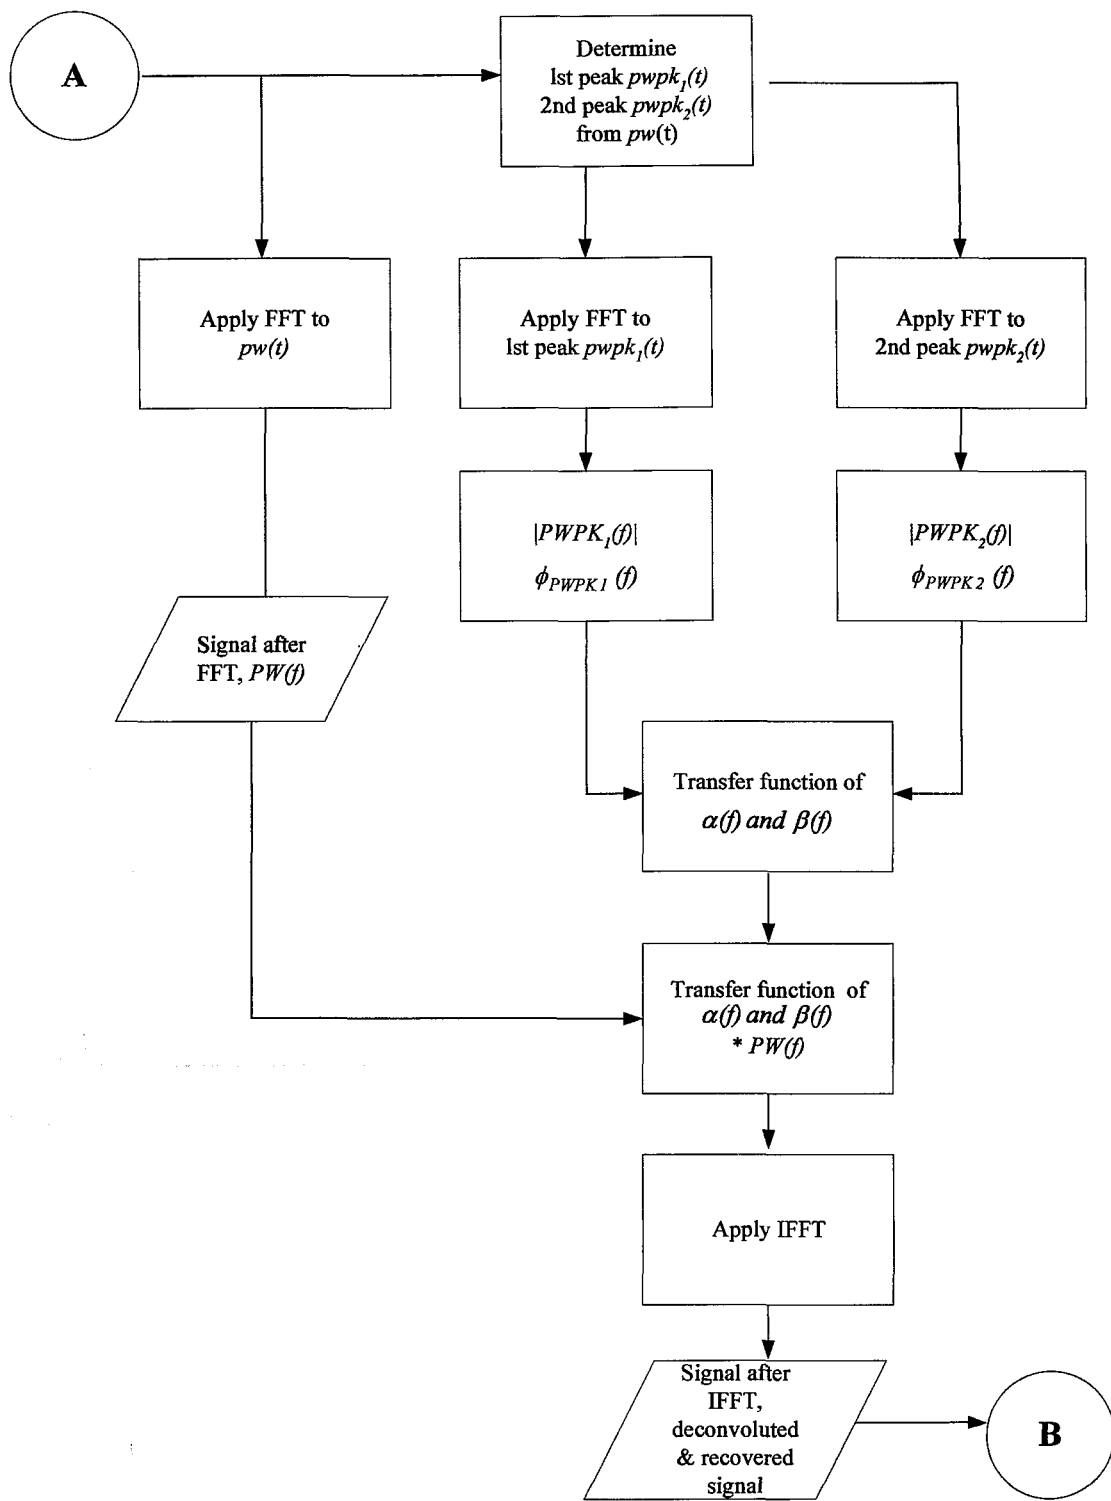 A
Determine
1st peak pwpk₁(t)
2nd peak pwpk₂(t)
from pw(t)
Apply FFT to
pw(t)
Apply FFT to
1st peak pwpk₁(t)
Apply FFT to
2nd peak pwpk₂(t)
|PWPK₁(f)|
ϕPWPK1 (f)
|PWPK₂(f)|
ϕPWPK2 (f)
Signal after
FFT, PW(f)
Transfer function of
α(f) and β(f)
Transfer function of
α(f) and β(f)
* PW(f)
Apply IFFT
Signal after
IFFT,
deconvoluted
& recovered
signal
B